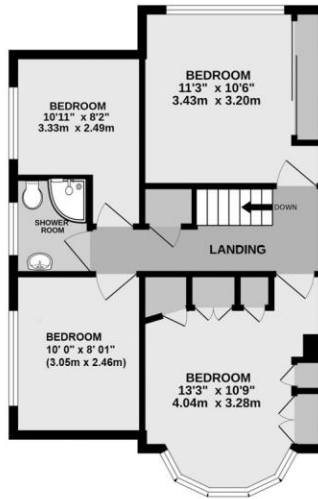 BEDROOM
11'3" x 10'6"
3.43m x 3.20m
BEDROOM
10'11" x 8'2"
3.33m x 2.49m
SHOWER
ROOM
DOWN
LANDING
BEDROOM
10' 0" x 8' 01"
(3.05m x 2.46m)
BEDROOM
13'3" x 10'9"
4.04m x 3.28m